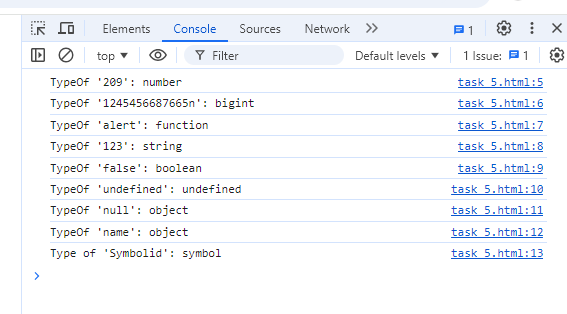 Elements Console Sources Network 1
top Filter Default levels 1 Issue: 1
TypeOf '209': number task 5.html:5
TypeOf '1245456687665n': bigint task 5.html:6
TypeOf 'alert': function task 5.html:7
TypeOf '123': string task 5.html:8
TypeOf 'false': boolean task 5.html:9
TypeOf 'undefined': undefined task 5.html:10
TypeOf 'null': object task 5.html:11
TypeOf 'name': object task 5.html:12
Type of 'Symbolid': symbol task 5.html:13